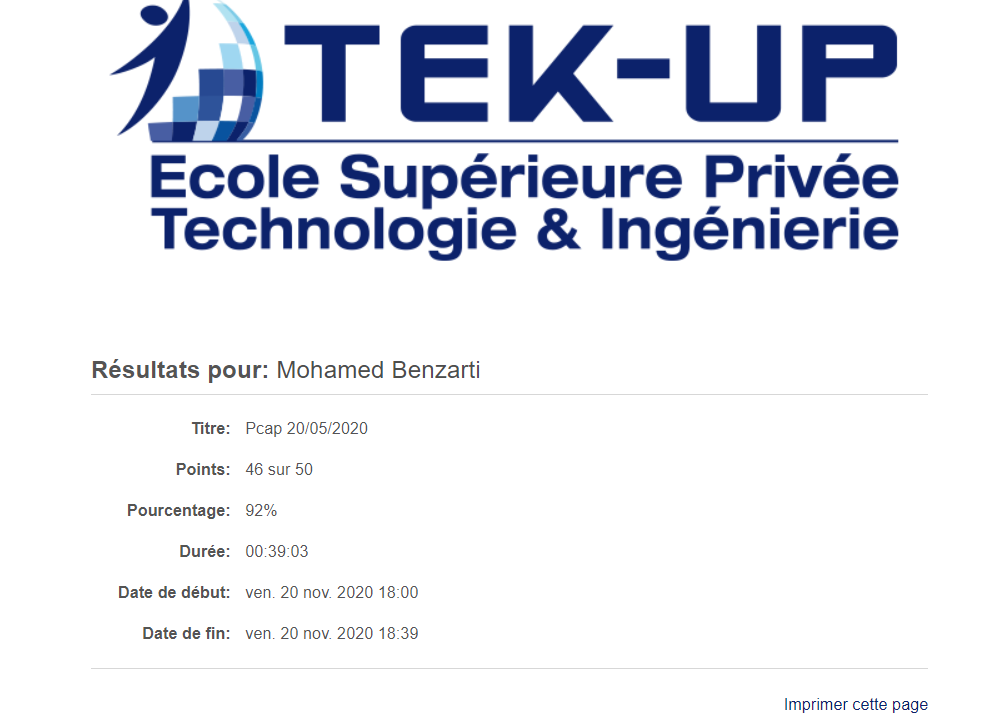 TEK-UP
Ecole Supérieure Privée
Technologie & Ingénierie
Résultats pour: Mohamed Benzarti
Titre: Pcap 20/05/2020
Points: 46 sur 50
Pourcentage: 92%
Durée: 00:39:03
Date de début: ven. 20 nov. 2020 18:00
Date de fin: ven. 20 nov. 2020 18:39
Imprimer cette page